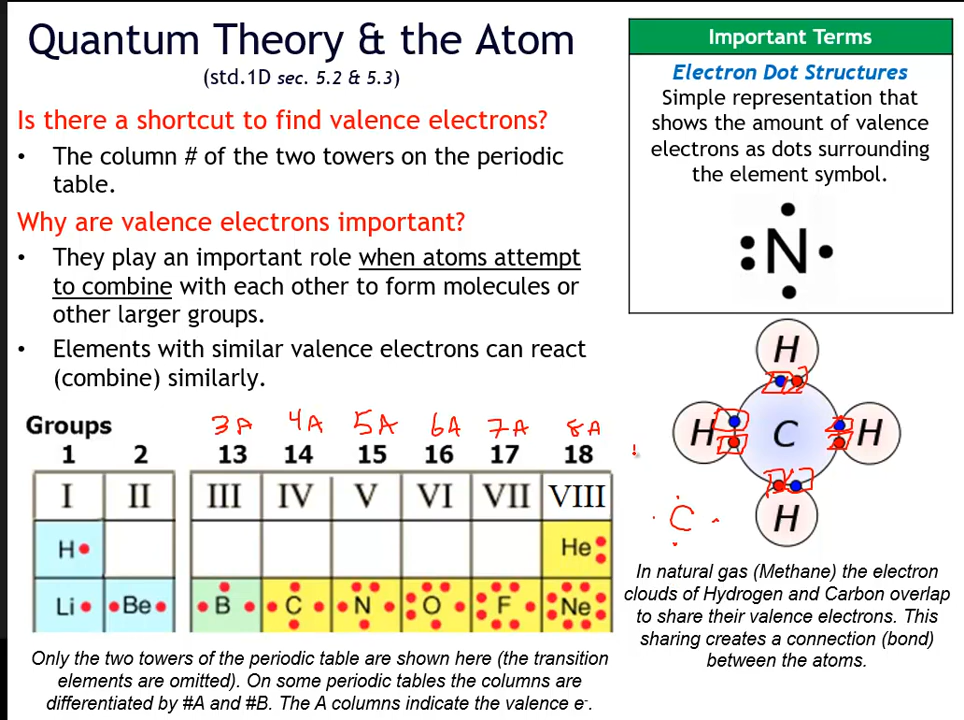 Quantum Theory & the Atom
(std.1D sec. 5.2 & 5.3)
Is there a shortcut to find valence electrons?
• The column # of the two towers on the periodic
table.
Why are valence electrons important?
• They play an important role when atoms attempt
to combine with each other to form molecules or
other larger groups.
• Elements with similar valence electrons can react
(combine) similarly.
Important Terms
Electron Dot Structures
Simple representation that
shows the amount of valence
electrons as dots surrounding
the element symbol.
N
Groups
3A 4A 5A 6A 7A 8A
1 2 13 14 15 16 17 18
I II III IV V VI VII VIII
H He
Li Be B C N O F Ne
Only the two towers of the periodic table are shown here (the transition
elements are omitted). On some periodic tables the columns are
differentiated by #A and #B. The A columns indicate the valence e-.
H
H C H
H
C
In natural gas (Methane) the electron
clouds of Hydrogen and Carbon overlap
to share their valence electrons. This
sharing creates a connection (bond)
between the atoms.